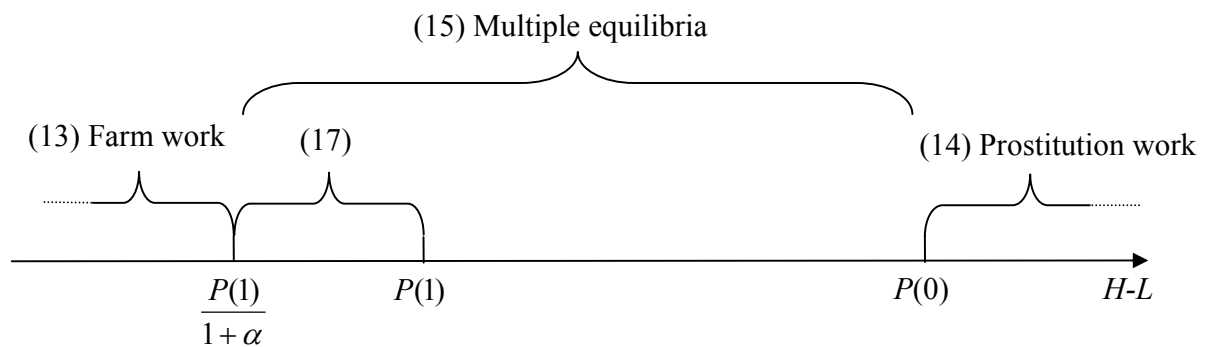 (15) Multiple equilibria
(13) Farm work
(17)
(14) Prostitution work
P(1)
1 + α
P(1)
P(0)
H-L